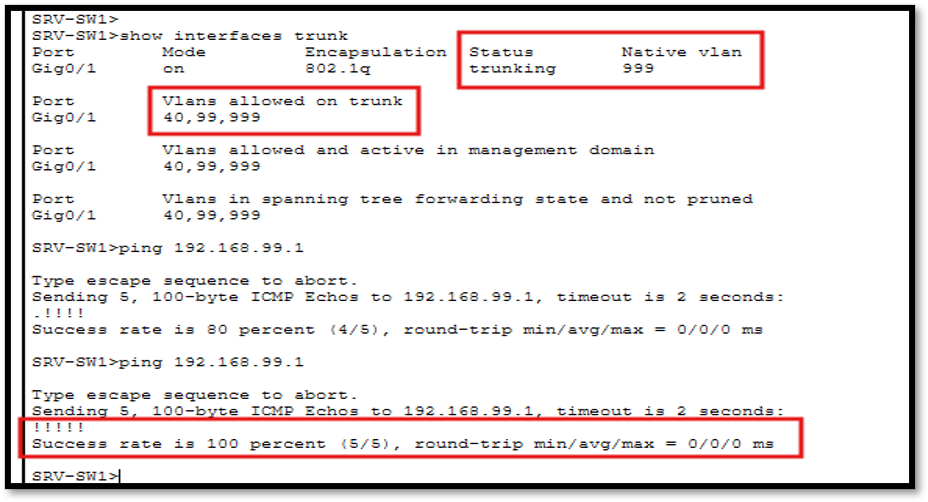 SRV-SW1>
SRV-SW1>show interfaces trunk
Port        Mode         Encapsulation  Status        Native vlan
Gig0/1      on           802.1q         trunking      999
Port        Vlans allowed on trunk
Gig0/1      40,99,999
Port        Vlans allowed and active in management domain
Gig0/1      40,99,999
Port        Vlans in spanning tree forwarding state and not pruned
Gig0/1      40,99,999
SRV-SW1>ping 192.168.99.1
Type escape sequence to abort.
Sending 5, 100-byte ICMP Echos to 192.168.99.1, timeout is 2 seconds:
.!!!!
Success rate is 80 percent (4/5), round-trip min/avg/max = 0/0/0 ms
SRV-SW1>ping 192.168.99.1
Type escape sequence to abort.
Sending 5, 100-byte ICMP Echos to 192.168.99.1, timeout is 2 seconds:
!!!!!
Success rate is 100 percent (5/5), round-trip min/avg/max = 0/0/0 ms
SRV-SW1>